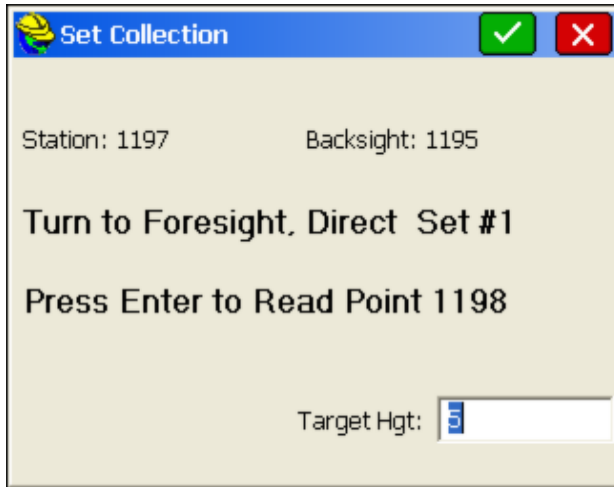 Set Collection
Station: 1197 Backsight: 1195
Turn to Foresight, Direct Set #1
Press Enter to Read Point 1198
Target Hgt: 5